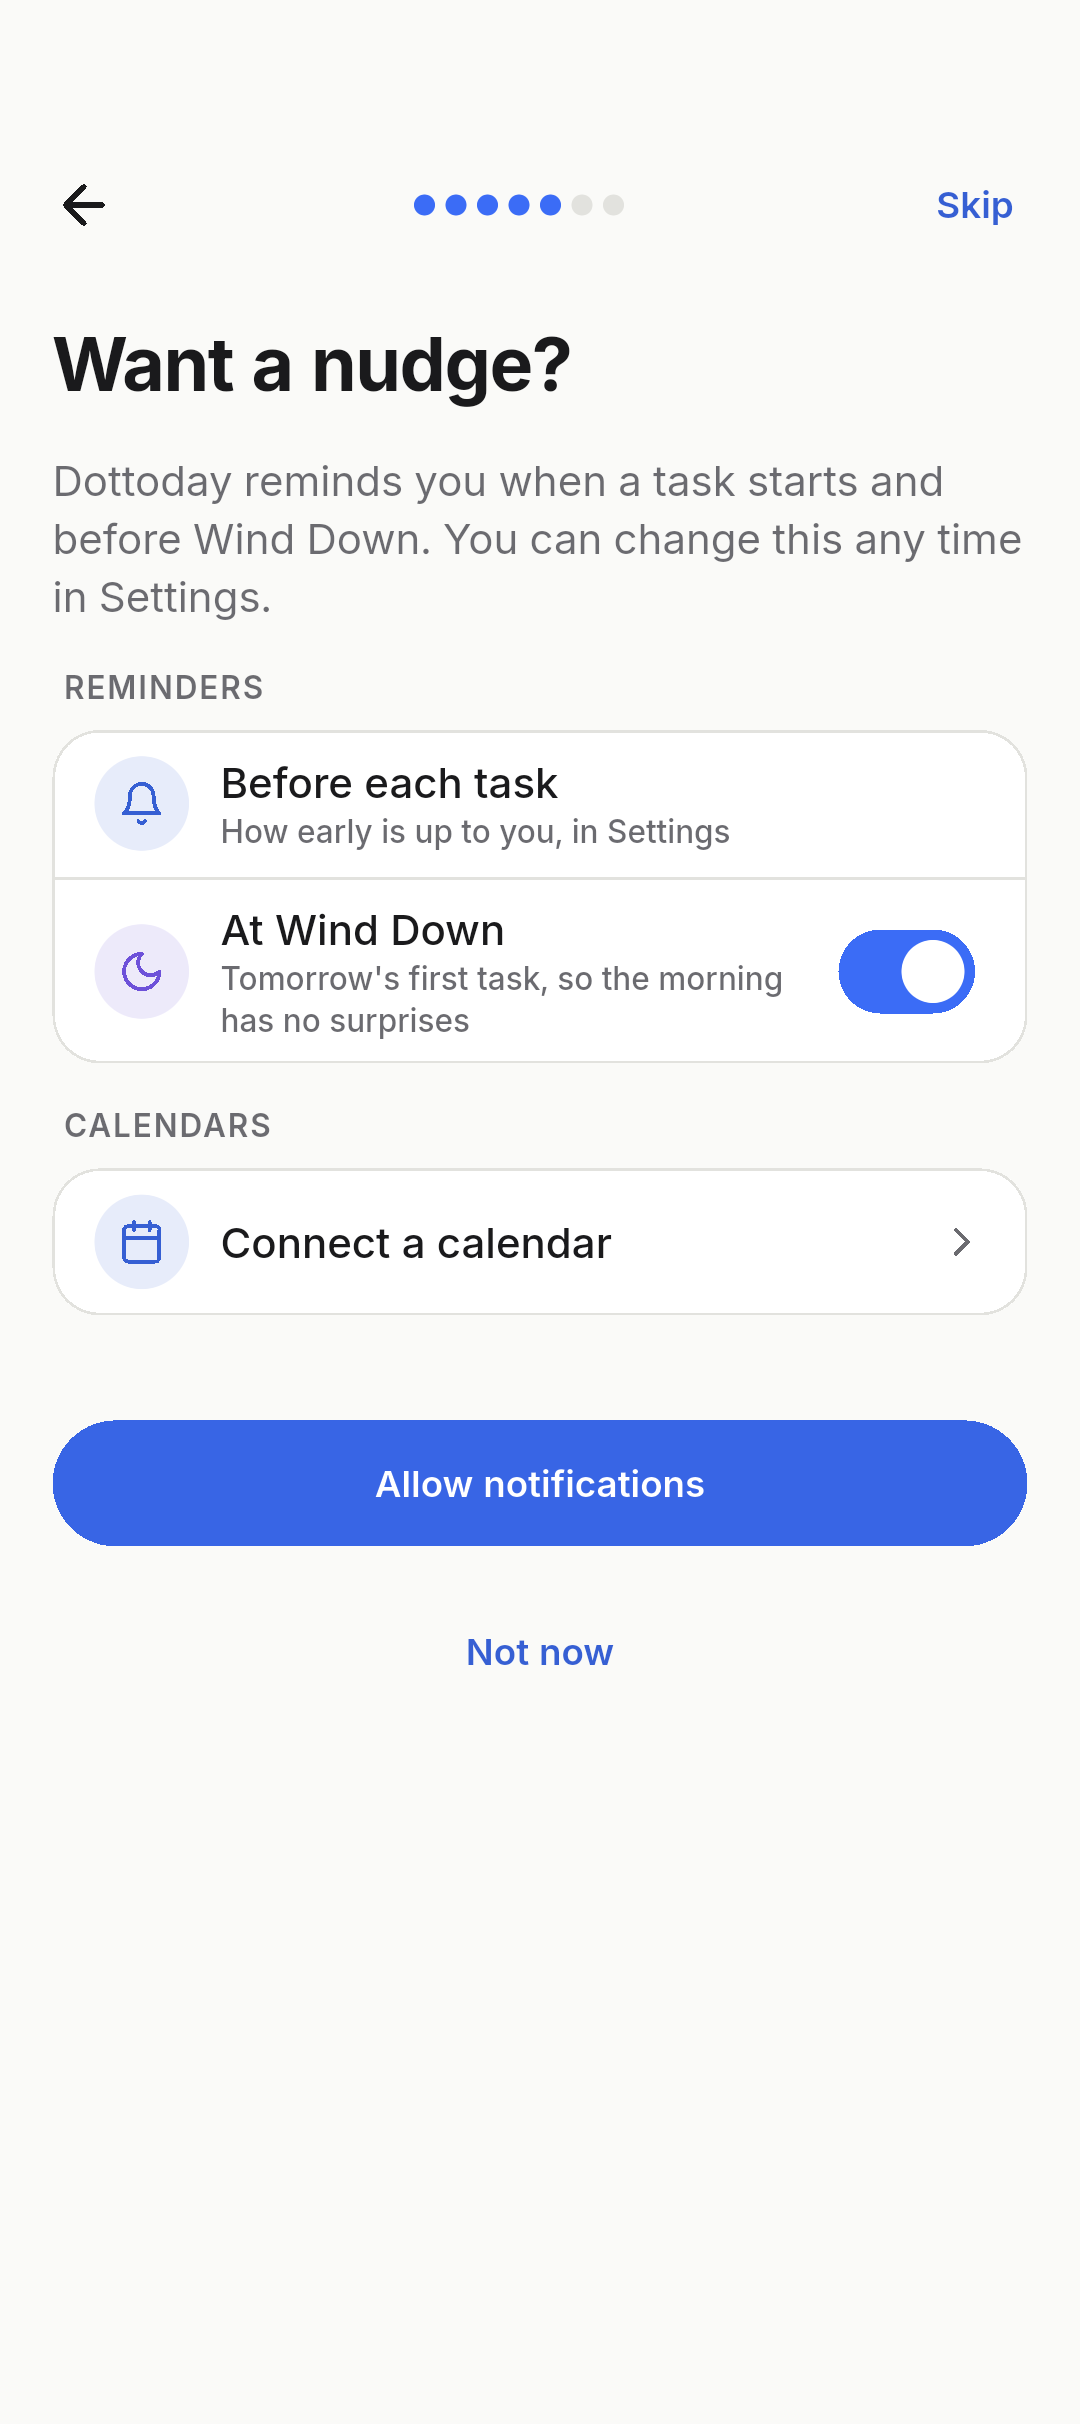 Skip
Want a nudge?
Dottoday reminds you when a task starts and
before Wind Down. You can change this any time
in Settings.
REMINDERS
Before each task
How early is up to you, in Settings
At Wind Down
Tomorrow's first task, so the morning
has no surprises
CALENDARS
Connect a calendar
Allow notifications
Not now